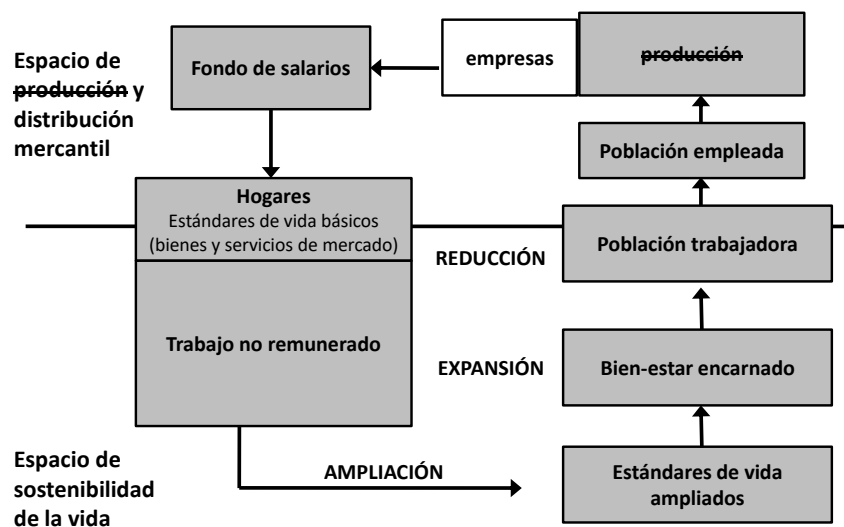 Espacio de
producción y
distribución
mercantil
Fondo de salarios
empresas
producción
Población empleada
Hogares
Estándares de vida básicos
(bienes y servicios de mercado)
REDUCCIÓN
Población trabajadora
Trabajo no remunerado
EXPANSIÓN
Bien-estar encarnado
Espacio de
sostenibilidad
de la vida
AMPLIACIÓN
Estándares de vida
ampliados